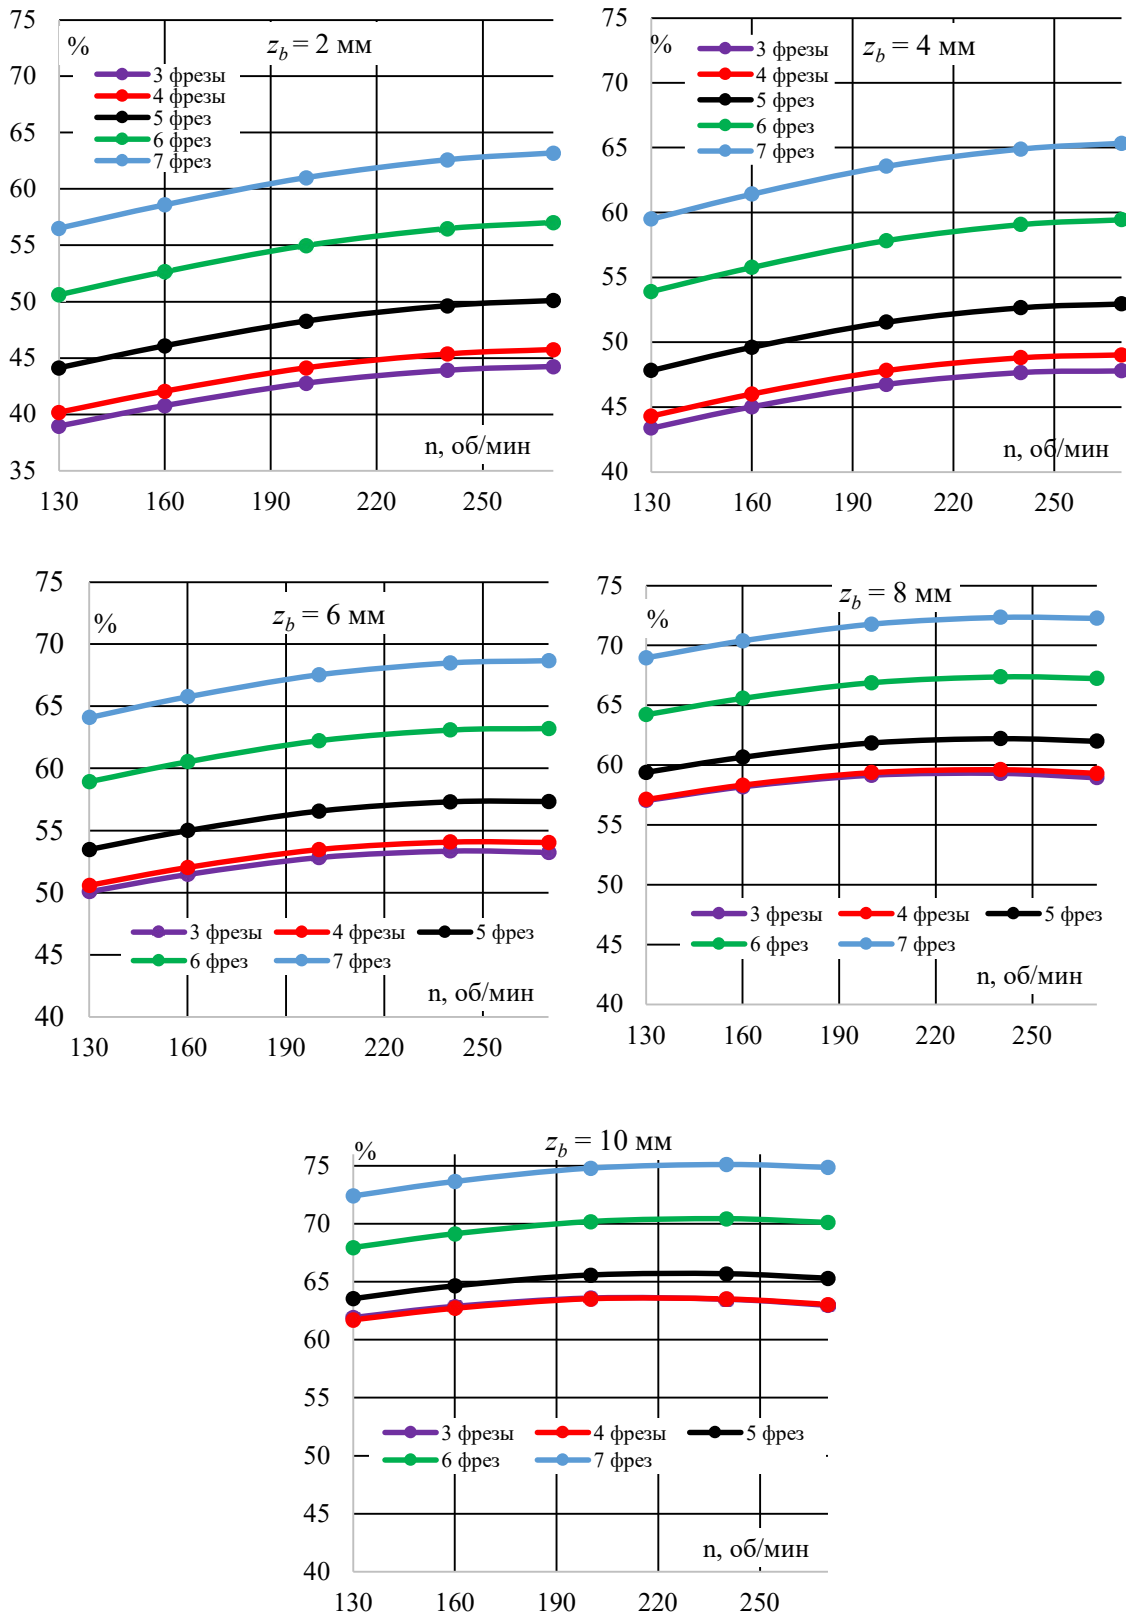 z_b = 2 мм
%
75
70
65
60
55
50
45
40
35
3 фрезы
4 фрезы
5 фрез
6 фрез
7 фрез
n, об/мин
130 160 190 220 250
z_b = 4 мм
%
75
70
65
60
55
50
45
40
3 фрезы
4 фрезы
5 фрез
6 фрез
7 фрез
n, об/мин
130 160 190 220 250
z_b = 6 мм
%
75
70
65
60
55
50
45
40
3 фрезы 4 фрезы 5 фрез
6 фрез 7 фрез
n, об/мин
130 160 190 220 250
z_b = 8 мм
%
75
70
65
60
55
50
45
40
3 фрезы 4 фрезы 5 фрез
6 фрез 7 фрез
n, об/мин
130 160 190 220 250
z_b = 10 мм
%
75
70
65
60
55
50
45
40
3 фрезы 4 фрезы 5 фрез
6 фрез 7 фрез
n, об/мин
130 160 190 220 250